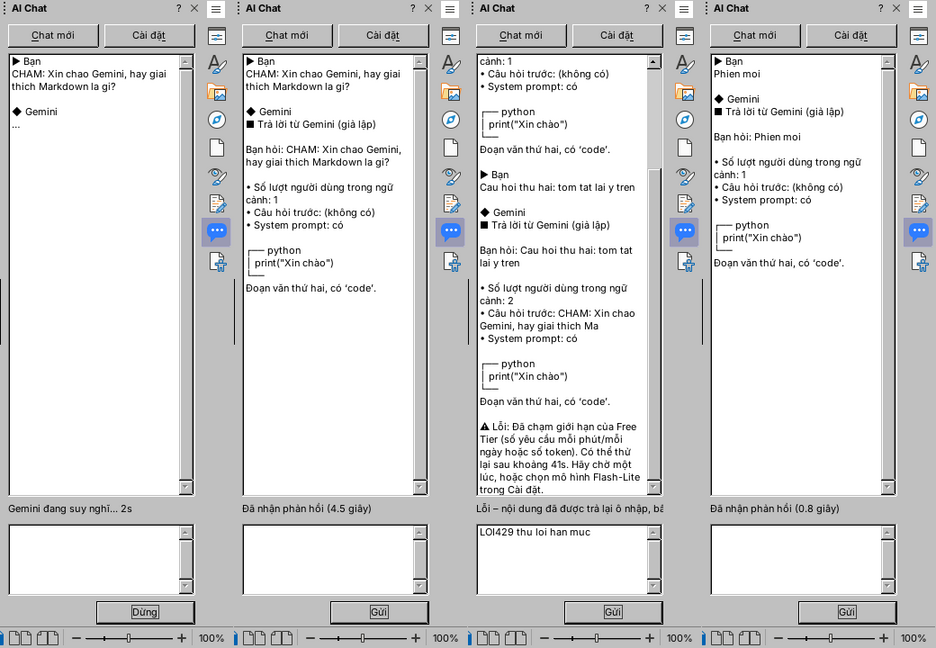 AI Chat
Chat mới
Cài đặt
▶ Bạn
CHAM: Xin chao Gemini, hay giai
thich Markdown la gi?
◆ Gemini
...
Gemini đang suy nghĩ... 2s
Dừng
100%
AI Chat
Chat mới
Cài đặt
▶ Bạn
CHAM: Xin chao Gemini, hay giai
thich Markdown la gi?
◆ Gemini
■ Trả lời từ Gemini (giả lập)
Bạn hỏi: CHAM: Xin chao Gemini,
hay giai thich Markdown la gi?
• Số lượt người dùng trong ngữ
cảnh: 1
• Câu hỏi trước: (không có)
• System prompt: có
┌── python
│ print("Xin chào")
└──
Đoạn văn thứ hai, có ‘code’.
Đã nhận phản hồi (4.5 giây)
Gửi
100%
AI Chat
Chat mới
Cài đặt
cảnh: 1
• Câu hỏi trước: (không có)
• System prompt: có
┌── python
│ print("Xin chào")
└──
Đoạn văn thứ hai, có ‘code’.
▶ Bạn
Cau hoi thu hai: tom tat lai y tren
◆ Gemini
■ Trả lời từ Gemini (giả lập)
Bạn hỏi: Cau hoi thu hai: tom tat
lai y tren
• Số lượt người dùng trong ngữ
cảnh: 2
• Câu hỏi trước: CHAM: Xin chao
Gemini, hay giai thich Ma
• System prompt: có
┌── python
│ print("Xin chào")
└──
Đoạn văn thứ hai, có ‘code’.
⚠ Lỗi: Đã chạm giới hạn của Free
Tier (số yêu cầu mỗi phút/mỗi
ngày hoặc số token). Có thể thử
lại sau khoảng 41s. Hãy chờ một
lúc, hoặc chọn mô hình Flash-Lite
trong Cài đặt.
Lỗi – nội dung đã được trả lại ô nhập, bấ
LOI429 thu loi han muc
Gửi
100%
AI Chat
Chat mới
Cài đặt
▶ Bạn
Phien moi
◆ Gemini
■ Trả lời từ Gemini (giả lập)
Bạn hỏi: Phien moi
• Số lượt người dùng trong ngữ
cảnh: 1
• Câu hỏi trước: (không có)
• System prompt: có
┌── python
│ print("Xin chào")
└──
Đoạn văn thứ hai, có ‘code’.
Đã nhận phản hồi (0.8 giây)
Gửi
100%